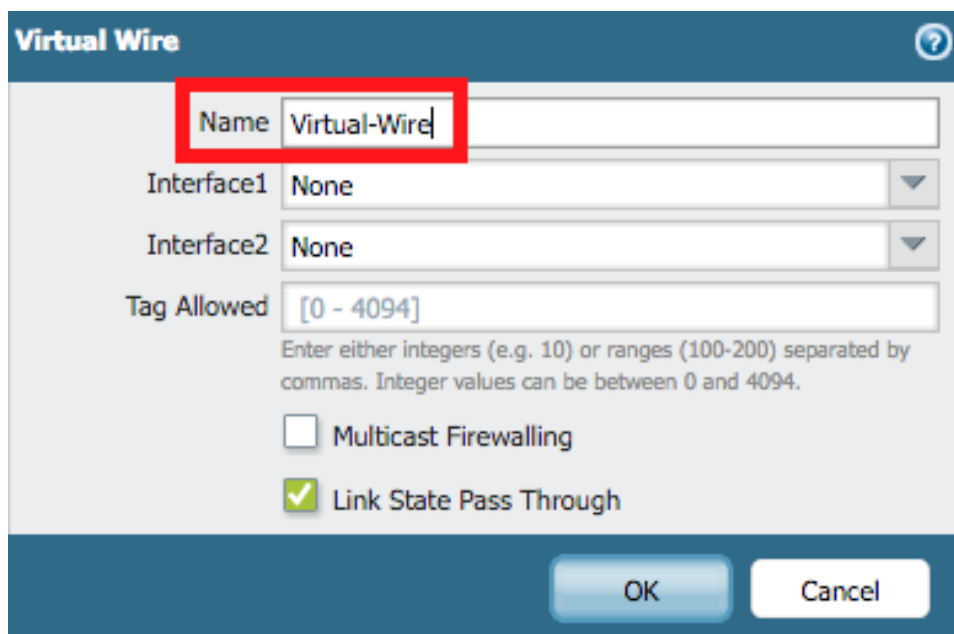 Virtual Wire
?
Name Virtual-Wire
Interface1 None
Interface2 None
Tag Allowed [0 - 4094]
Enter either integers (e.g. 10) or ranges (100-200) separated by
commas. Integer values can be between 0 and 4094.
Multicast Firewalling
Link State Pass Through
OK Cancel